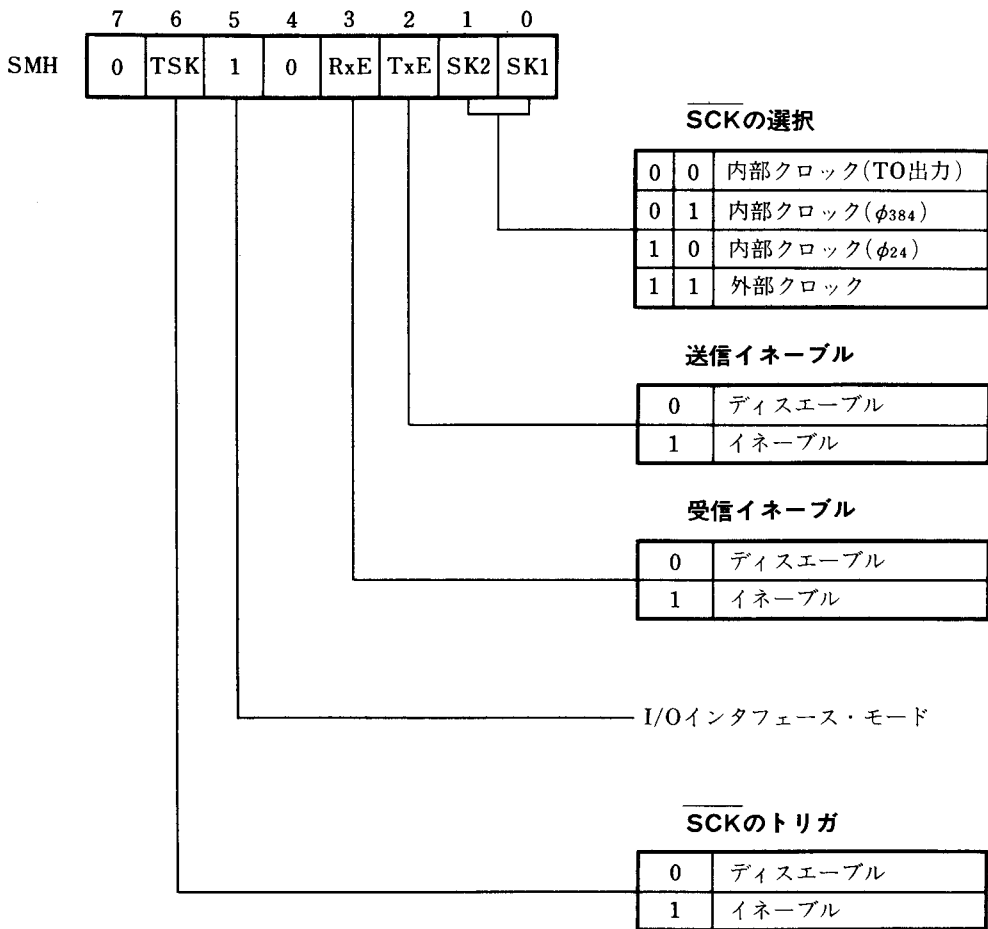 7 6 5 4 3 2 1 0
SMH 0 TSK 1 0 RxE TxE SK2 SK1
SCKの選択
0 0 内部クロック(TO出力)
0 1 内部クロック(φ384)
1 0 内部クロック(φ24)
1 1 外部クロック
送信イネーブル
0 ディスエーブル
1 イネーブル
受信イネーブル
0 ディスエーブル
1 イネーブル
I/Oインタフェース・モード
SCKのトリガ
0 ディスエーブル
1 イネーブル